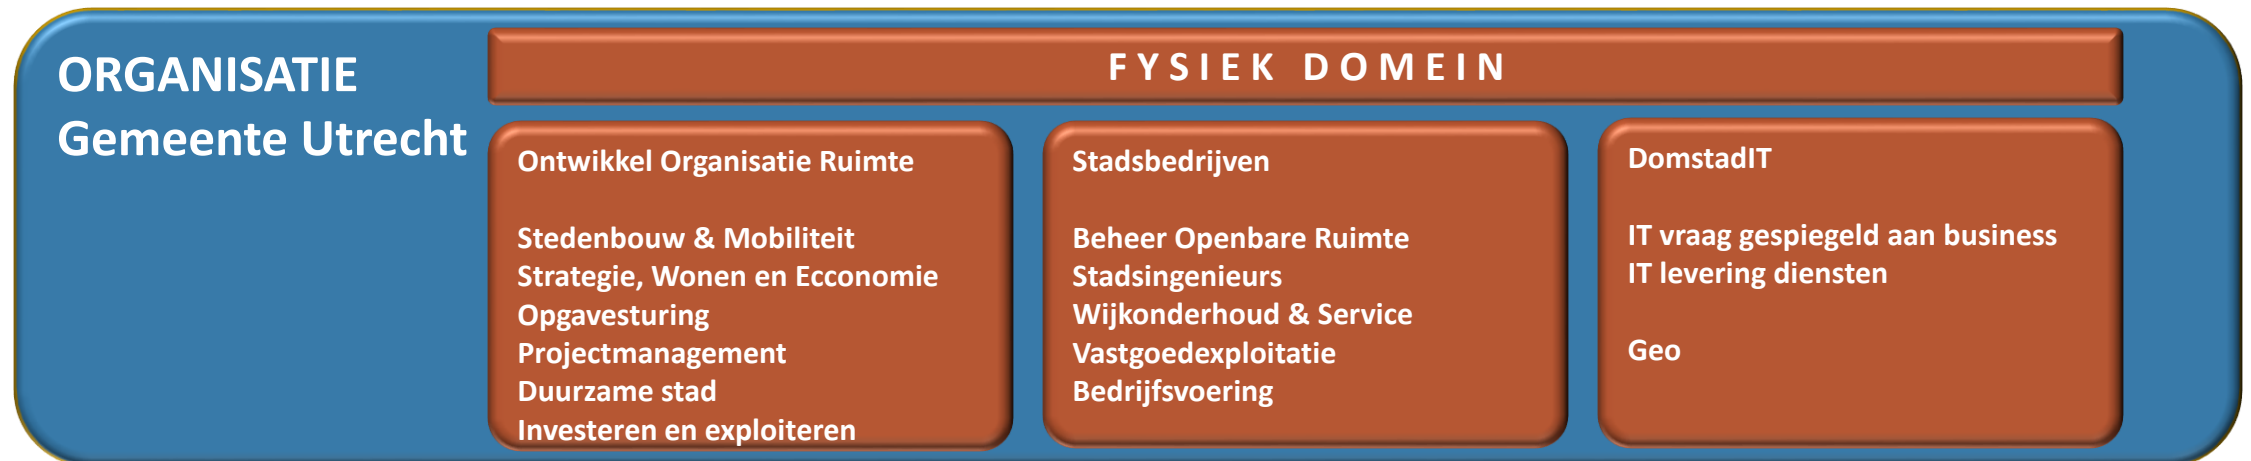 ORGANISATIE
Gemeente Utrecht
FYSIEK DOMEIN
Ontwikkel Organisatie Ruimte
Stedenbouw & Mobiliteit
Strategie, Wonen en Ecconomie
Opgavesturing
Projectmanagement
Duurzame stad
Investeren en exploiteren
Stadsbedrijven
Beheer Openbare Ruimte
Stadsingenieurs
Wijkonderhoud & Service
Vastgoedexploitatie
Bedrijfsvoering
DomstadIT
IT vraag gespiegeld aan business
IT levering diensten
Geo